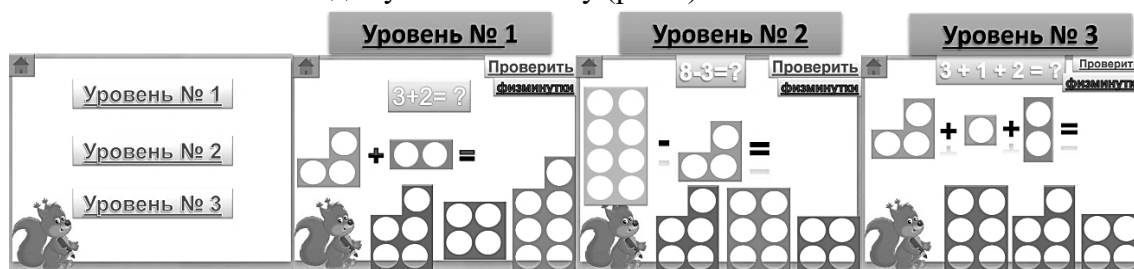 Уровень № 1
Уровень № 2
Уровень № 3
Уровень № 1
Проверить
физминутки
3+2= ?
+ =
Уровень № 2
Проверить
физминутки
8-3=?
- =
Уровень № 3
Проверит
физминутки
3 + 1 + 2 = ?
+ + =